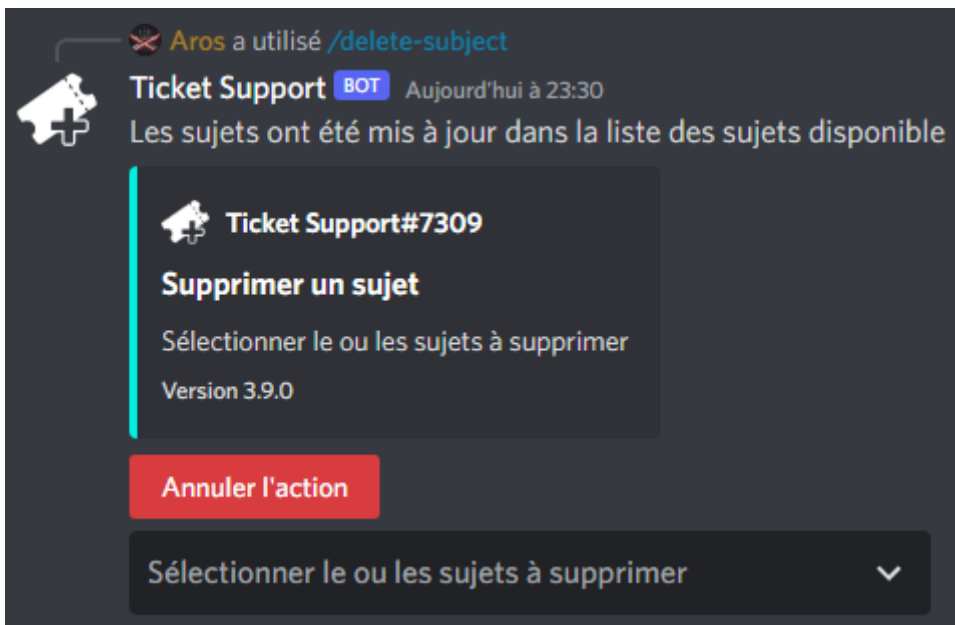 Aros a utilisé /delete-subject
Ticket Support BOT Aujourd'hui à 23:30
Les sujets ont été mis à jour dans la liste des sujets disponible
Ticket Support#7309
Supprimer un sujet
Sélectionner le ou les sujets à supprimer
Version 3.9.0
Annuler l'action
Sélectionner le ou les sujets à supprimer